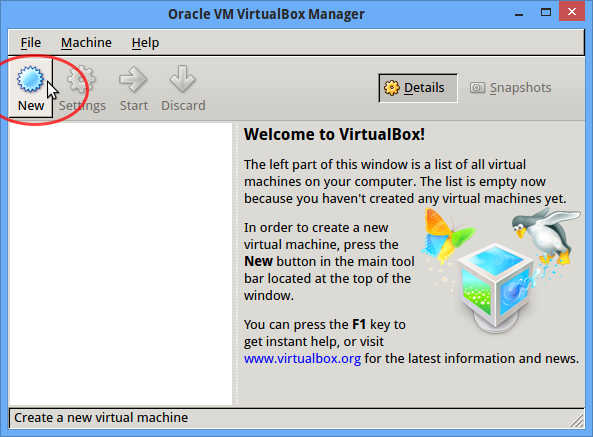 Oracle VM VirtualBox Manager
File Machine Help
New Settings Start Discard Details Snapshots
Welcome to VirtualBox!
The left part of this window is a list of all virtual
machines on your computer. The list is empty now
because you haven't created any virtual machines yet.
In order to create a new
virtual machine, press the
New button in the main tool
bar located at the top of the
window.
You can press the F1 key to
get instant help, or visit
www.virtualbox.org for the latest information and news.
Create a new virtual machine